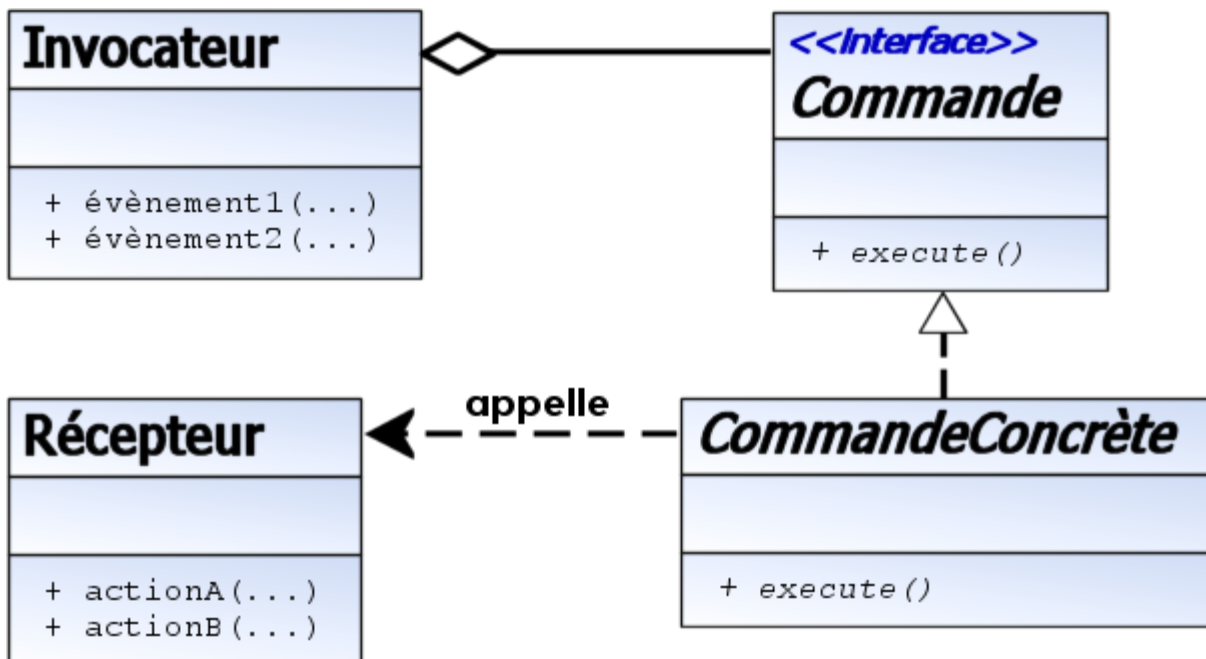 Invocateur
+ évènement1(...)
+ évènement2(...)
<<Interface>>
Commande
+ execute()
appelle
Récepteur
+ actionA(...)
+ actionB(...)
CommandeConcrète
+ execute()